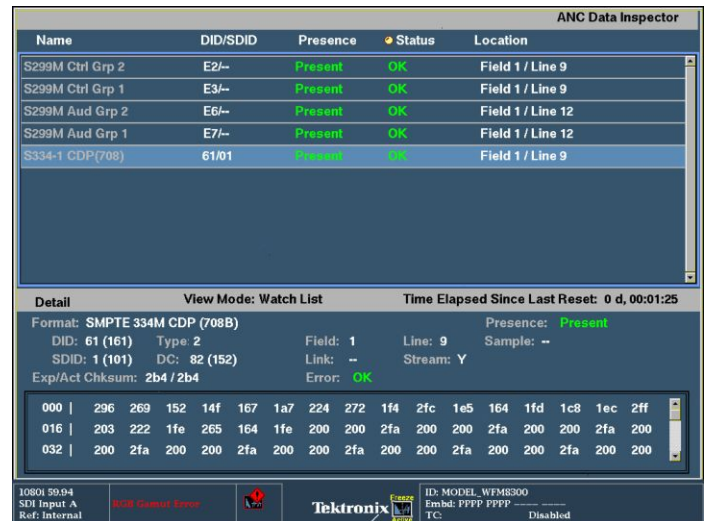 ANC Data Inspector
Name DID/SDID Presence Status Location
S299M Ctrl Grp 2 E2/-- Present OK Field 1 / Line 9
S299M Ctrl Grp 1 E3/-- Present OK Field 1 / Line 9
S299M Aud Grp 2 E6/-- Present OK Field 1 / Line 12
S299M Aud Grp 1 E7/-- Present OK Field 1 / Line 12
S334-1 CDP(708) 61/01 Present OK Field 1 / Line 9
Detail View Mode: Watch List Time Elapsed Since Last Reset: 0 d, 00:01:25
Format: SMPTE 334M CDP (708B) Presence: Present
DID: 61 (161) Type: 2 Field: 1 Line: 9 Sample: --
SDID: 1 (101) DC: 82 (152) Link: -- Stream: Y
Exp/Act Chksum: 2b4 / 2b4 Error: OK
000 | 296 269 152 14f 167 1a7 224 272 1f4 2fc 1e5 164 1fd 1c8 1ec 2ff
016 | 203 222 1fe 265 164 1fe 200 200 2fa 200 200 2fa 200 200 2fa 200
032 | 200 2fa 200 200 2fa 200 200 2fa 200 200 2fa 200 200 2fa 200 200
1080i 59.94
SDI Input A
Ref: Internal
RGB Gamut Error
Tektronix
Freeze
Active
ID: MODEL_WFM8300
Embd: PPPP PPPP ---- ----
TC: Disabled